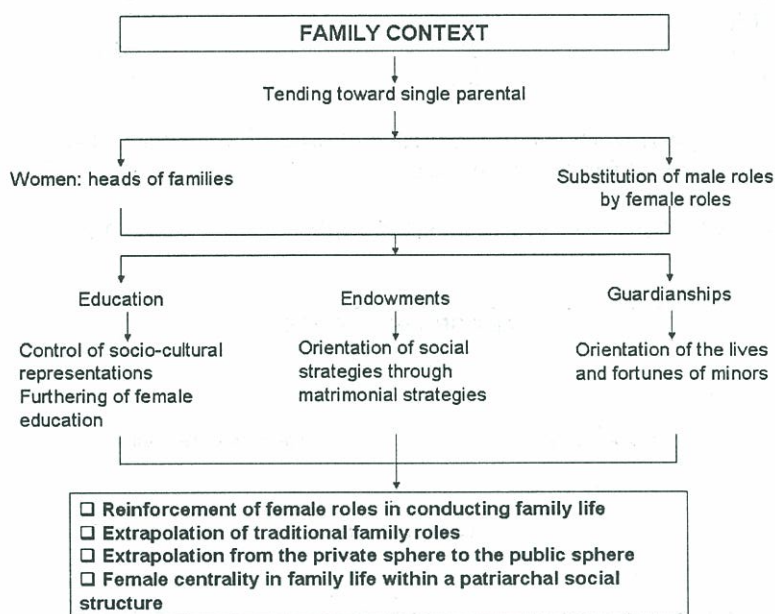 FAMILY CONTEXT
Tending toward single parental
Women: heads of families
Substitution of male roles
by female roles
Education
Endowments
Guardianships
Control of socio-cultural
representations
Furthering of female
education
Orientation of social
strategies through
matrimonial strategies
Orientation of the lives
and fortunes of minors
❑ Reinforcement of female roles in conducting family life
❑ Extrapolation of traditional family roles
❑ Extrapolation from the private sphere to the public sphere
❑ Female centrality in family life within a patriarchal social
structure